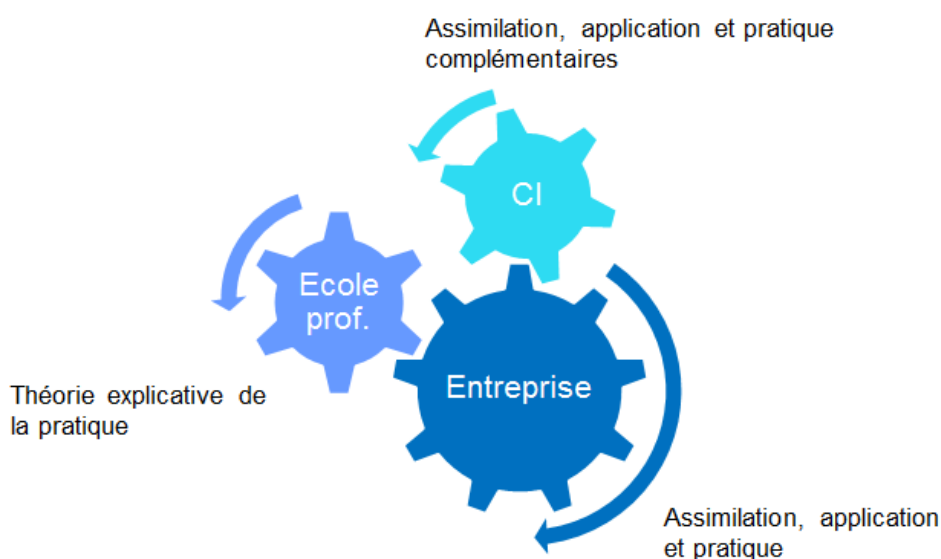 Assimilation, application et pratique
complémentaires
CI
Ecole
prof.
Entreprise
Théorie explicative de
la pratique
Assimilation, application
et pratique